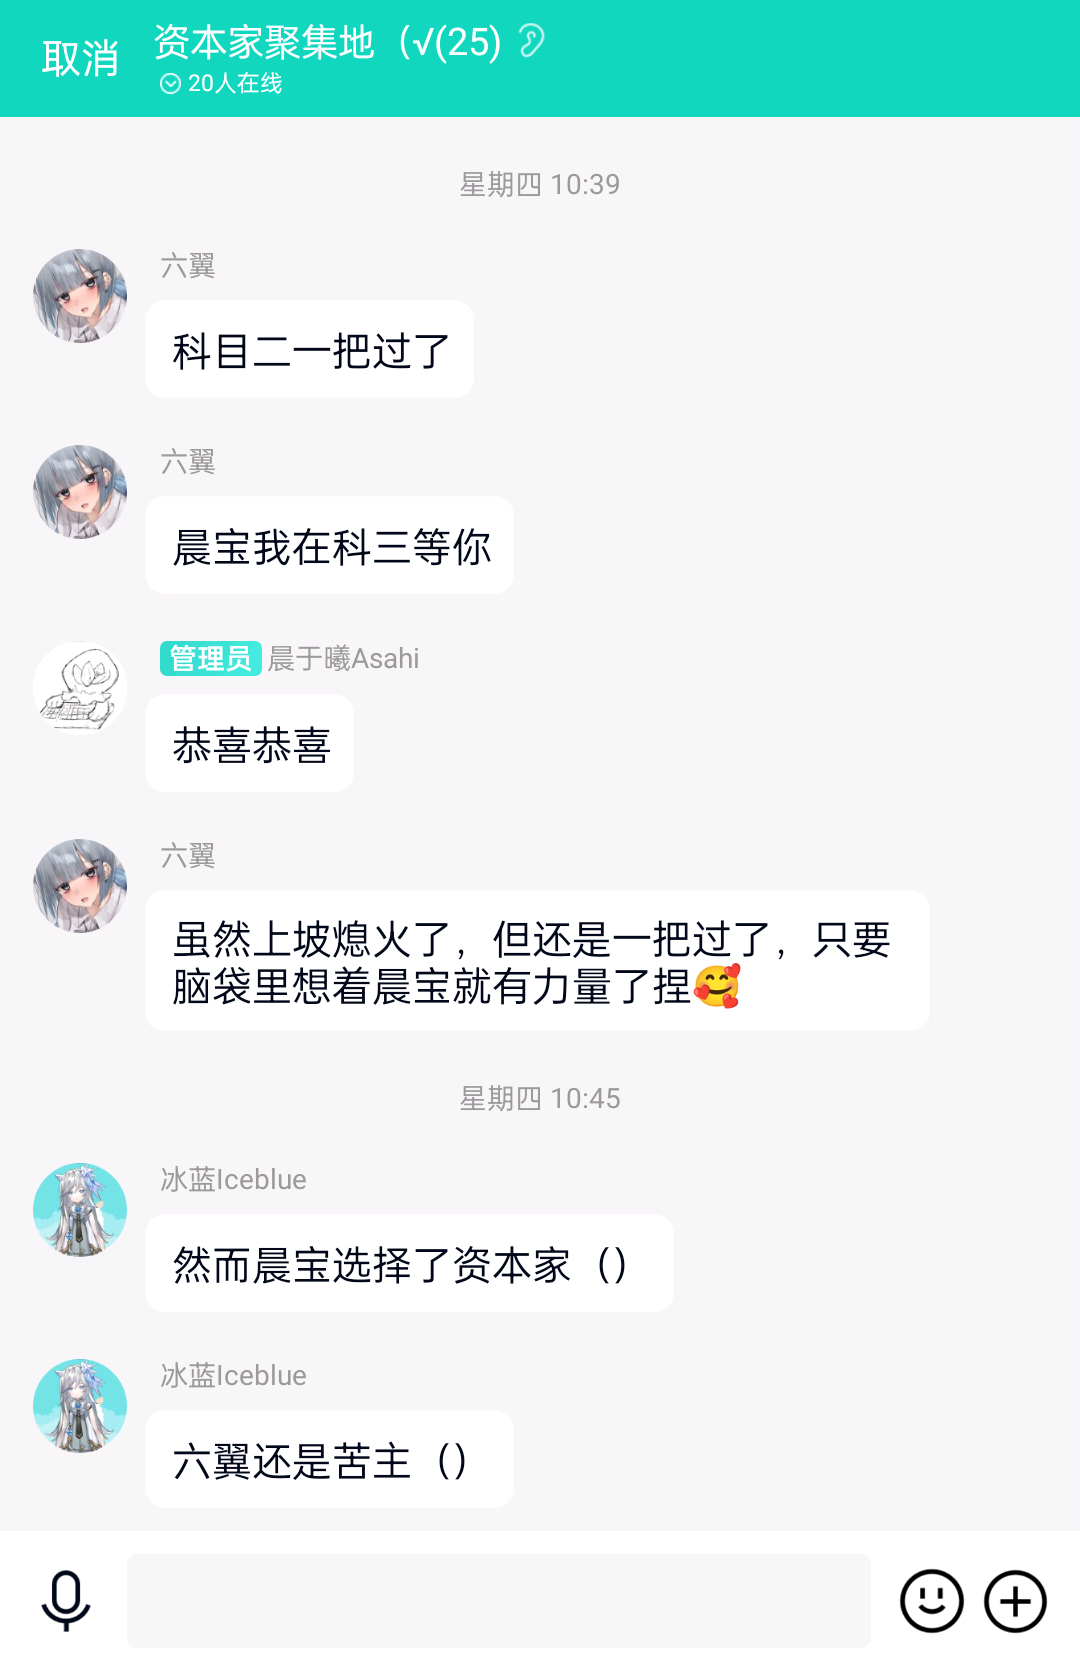 取消
资本家聚集地（√(25)
20人在线
星期四 10:39
六翼
科目二一把过了
六翼
晨宝我在科三等你
管理员 晨于曦Asahi
恭喜恭喜
六翼
虽然上坡熄火了，但还是一把过了，只要
脑袋里想着晨宝就有力量了捏🥰
星期四 10:45
冰蓝Iceblue
然而晨宝选择了资本家（）
冰蓝Iceblue
六翼还是苦主（）